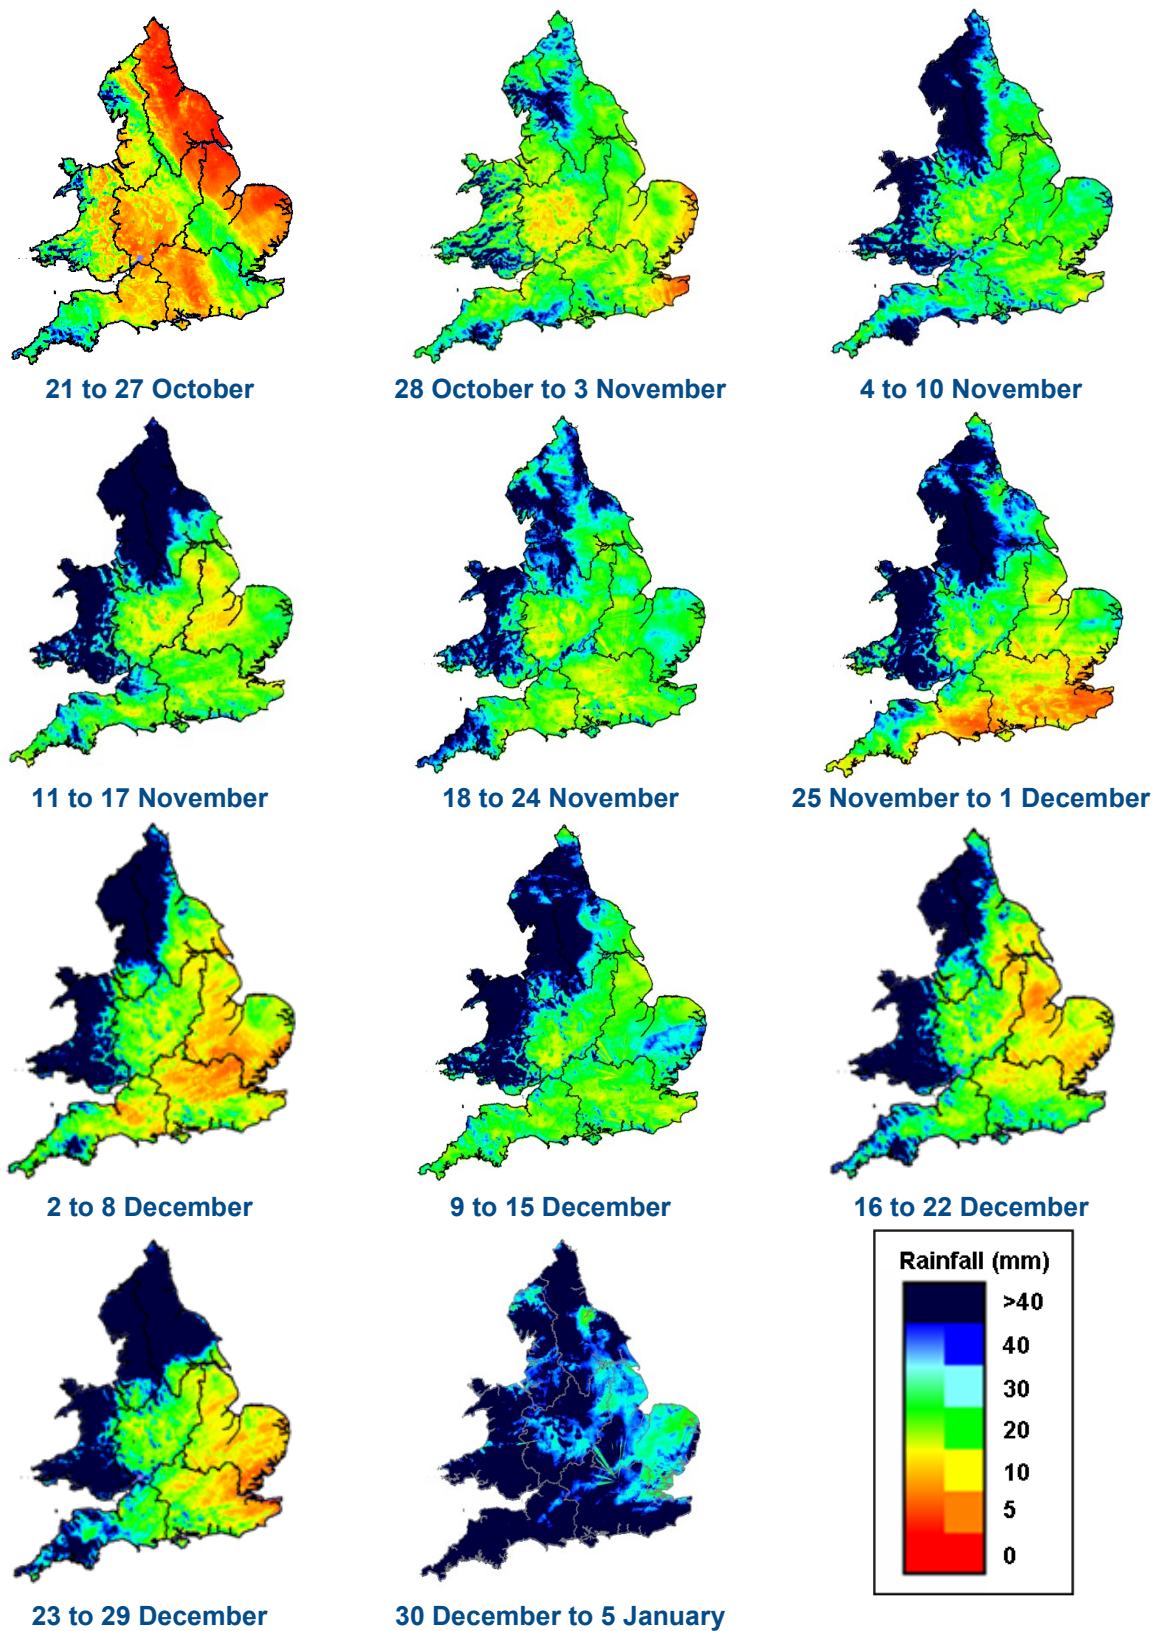 21 to 27 October
28 October to 3 November
4 to 10 November
11 to 17 November
18 to 24 November
25 November to 1 December
2 to 8 December
9 to 15 December
16 to 22 December
Rainfall (mm)
>40
40
30
20
10
5
0
23 to 29 December
30 December to 5 January